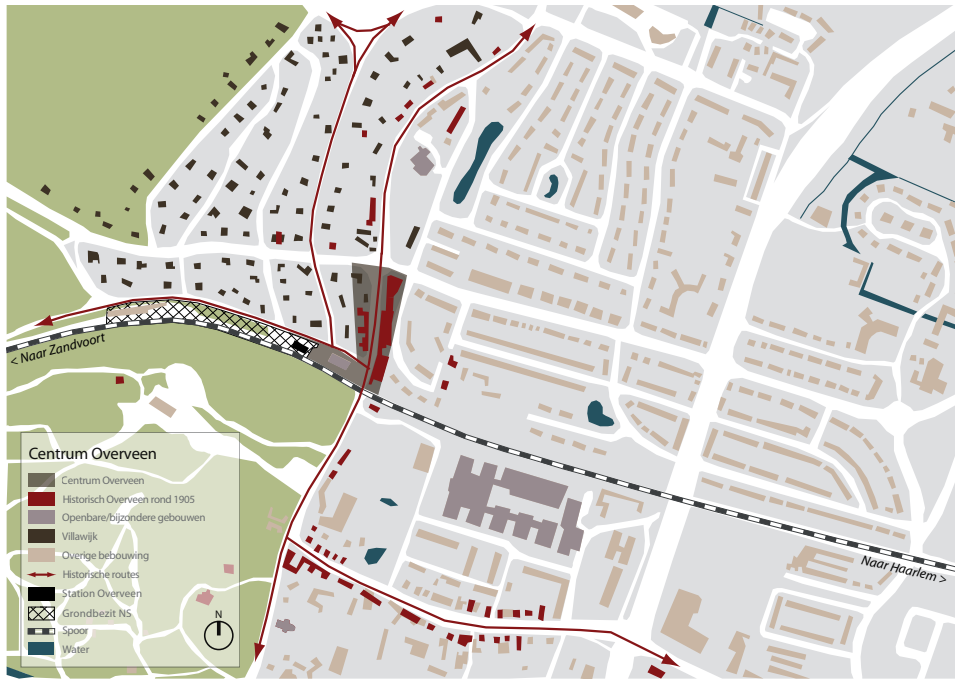 < Naar Zandvoort
Centrum Overveen
Centrum Overveen
Historisch Overveen rond 1905
Openbare/bijzondere gebouwen
Villawijk
Overige bebouwing
Historische routes
Station Overveen
Grondbezit NS
Spoor
Water
N
Naar Haarlem >